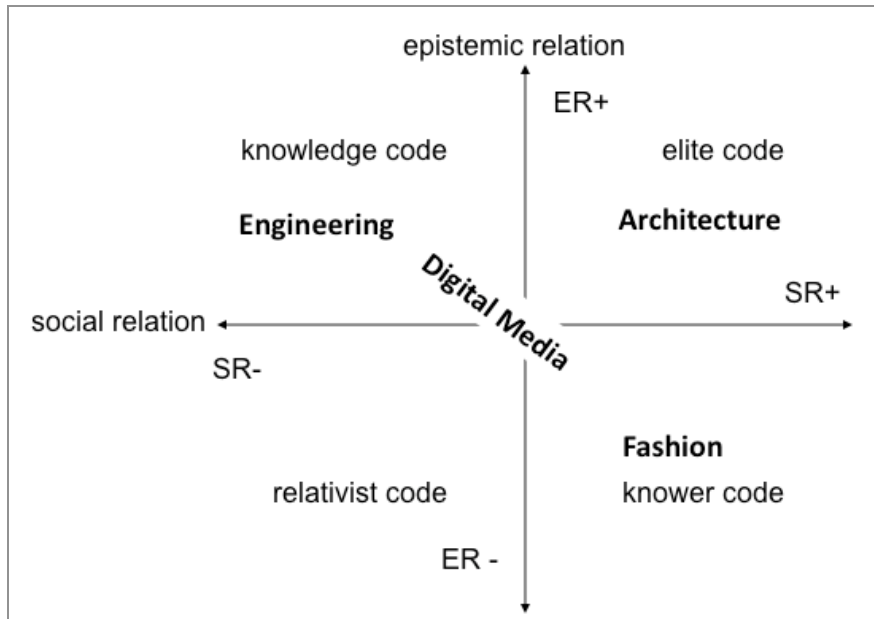 epistemic relation
ER+
knowledge code
elite code
Engineering
Architecture
Digital Media
SR+
social relation
SR-
Fashion
relativist code
knower code
ER -